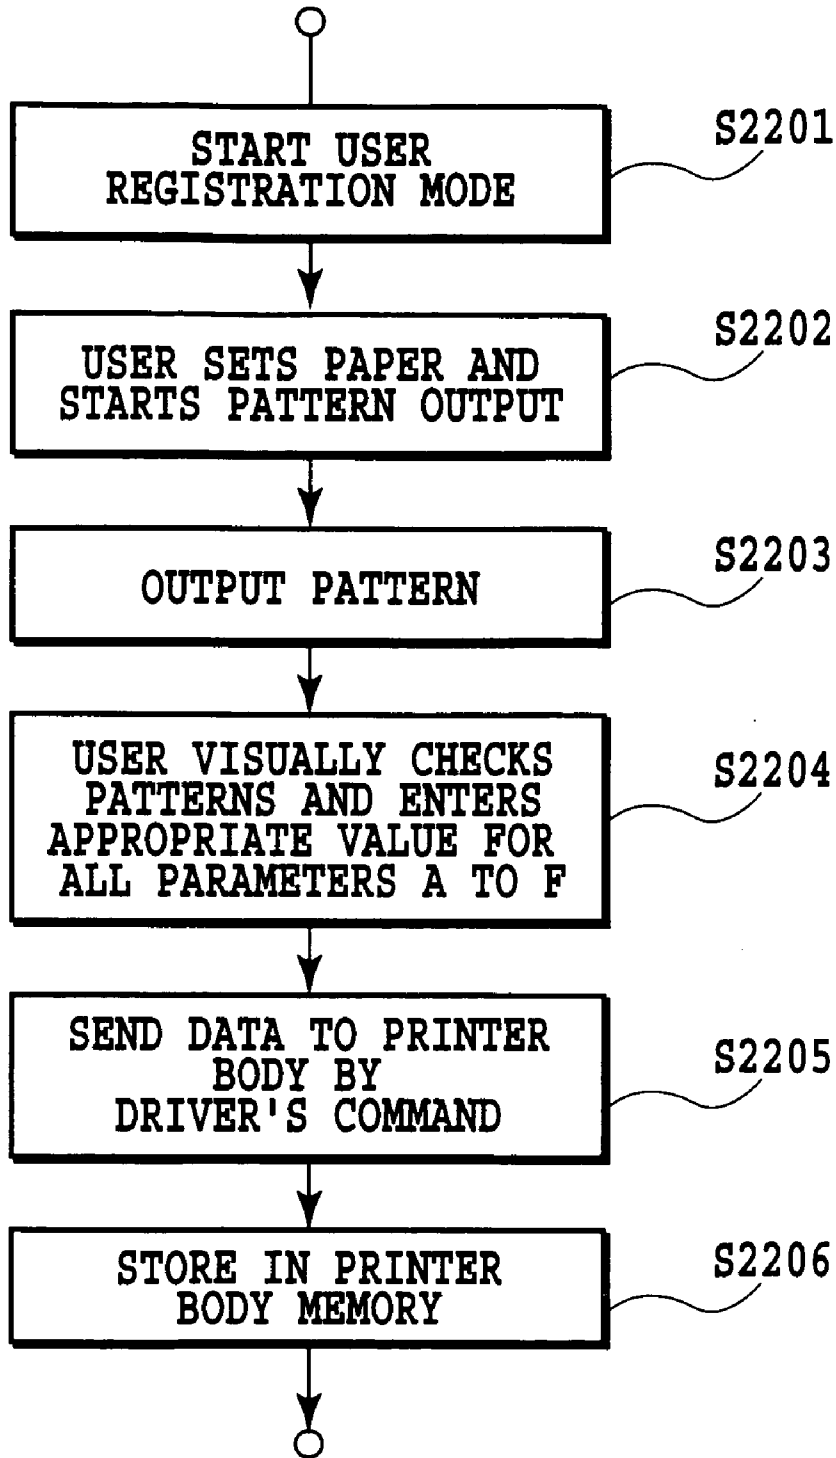 S2201
START USER
REGISTRATION MODE
S2202
USER SETS PAPER AND
STARTS PATTERN OUTPUT
S2203
OUTPUT PATTERN
S2204
USER VISUALLY CHECKS
PATTERNS AND ENTERS
APPROPRIATE VALUE FOR
ALL PARAMETERS A TO F
S2205
SEND DATA TO PRINTER
BODY BY
DRIVER'S COMMAND
S2206
STORE IN PRINTER
BODY MEMORY